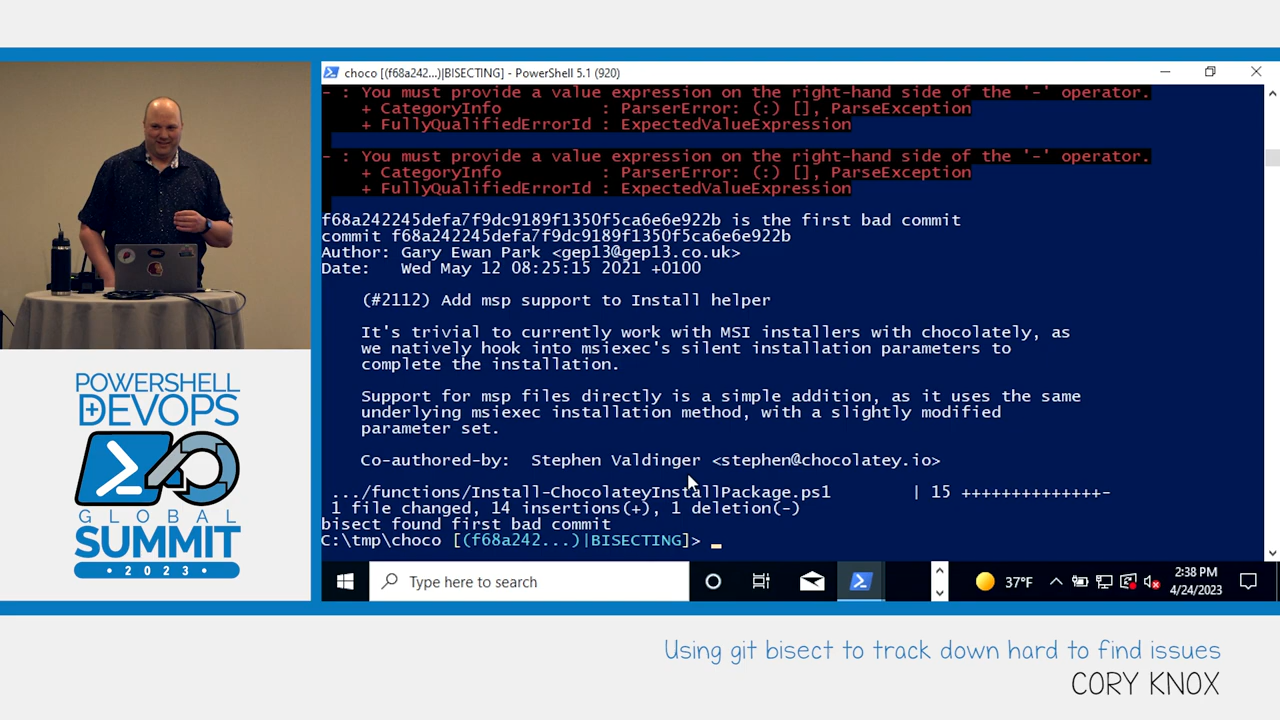 choco [(f68a242...)|BISECTING] - PowerShell 5.1 (920)
- : You must provide a value expression on the right-hand side of the '-' operator.
+ CategoryInfo : ParserError: (:) [], ParseException
+ FullyQualifiedErrorId : ExpectedValueExpression
- : You must provide a value expression on the right-hand side of the '-' operator.
+ CategoryInfo : ParserError: (:) [], ParseException
+ FullyQualifiedErrorId : ExpectedValueExpression
f68a242245defa7f9dc9189f1350f5ca6e6e922b is the first bad commit
commit f68a242245defa7f9dc9189f1350f5ca6e6e922b
Author: Gary Ewan Park <gep13@gep13.co.uk>
Date: Wed May 12 08:25:15 2021 +0100
(#2112) Add msp support to Install helper
It's trivial to currently work with MSI installers with chocolately, as
we natively hook into msiexec's silent installation parameters to
complete the installation.
Support for msp files directly is a simple addition, as it uses the same
underlying msiexec installation method, with a slightly modified
parameter set.
Co-authored-by: Stephen Valdinger <stephen@chocolatey.io>
.../functions/Install-ChocolateyInstallPackage.ps1 | 15 ++++++++++++++-
1 file changed, 14 insertions(+), 1 deletion(-)
bisect found first bad commit
C:\tmp\choco [(f68a242...)|BISECTING]>
Type here to search
37°F
2:38 PM
4/24/2023
POWERSHELL
+DEVOPS
GLOBAL
SUMMIT
• 2023 •
Using git bisect to track down hard to find issues
CORY KNOX